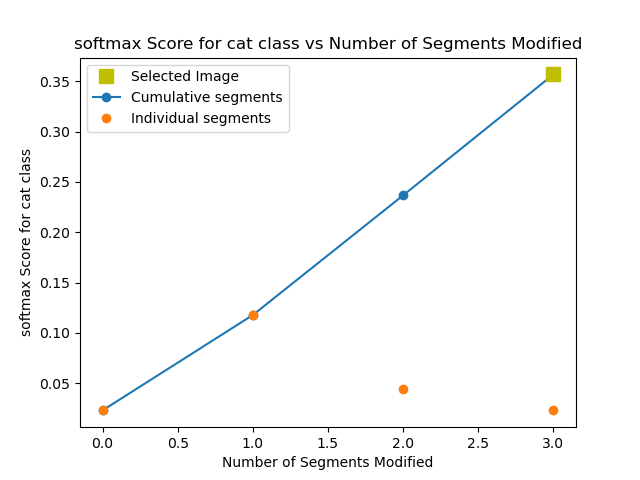 softmax Score for cat class vs Number of Segments Modified
Selected Image
Cumulative segments
Individual segments
softmax Score for cat class
0.35
0.30
0.25
0.20
0.15
0.10
0.05
0.0 0.5 1.0 1.5 2.0 2.5 3.0
Number of Segments Modified